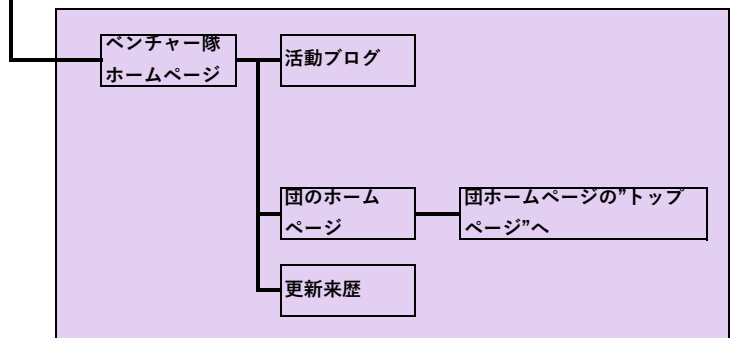 ベンチャー隊
ホームページ
活動ブログ
団のホーム
ページ
団ホームページの”トップ
ページ”へ
更新来歴